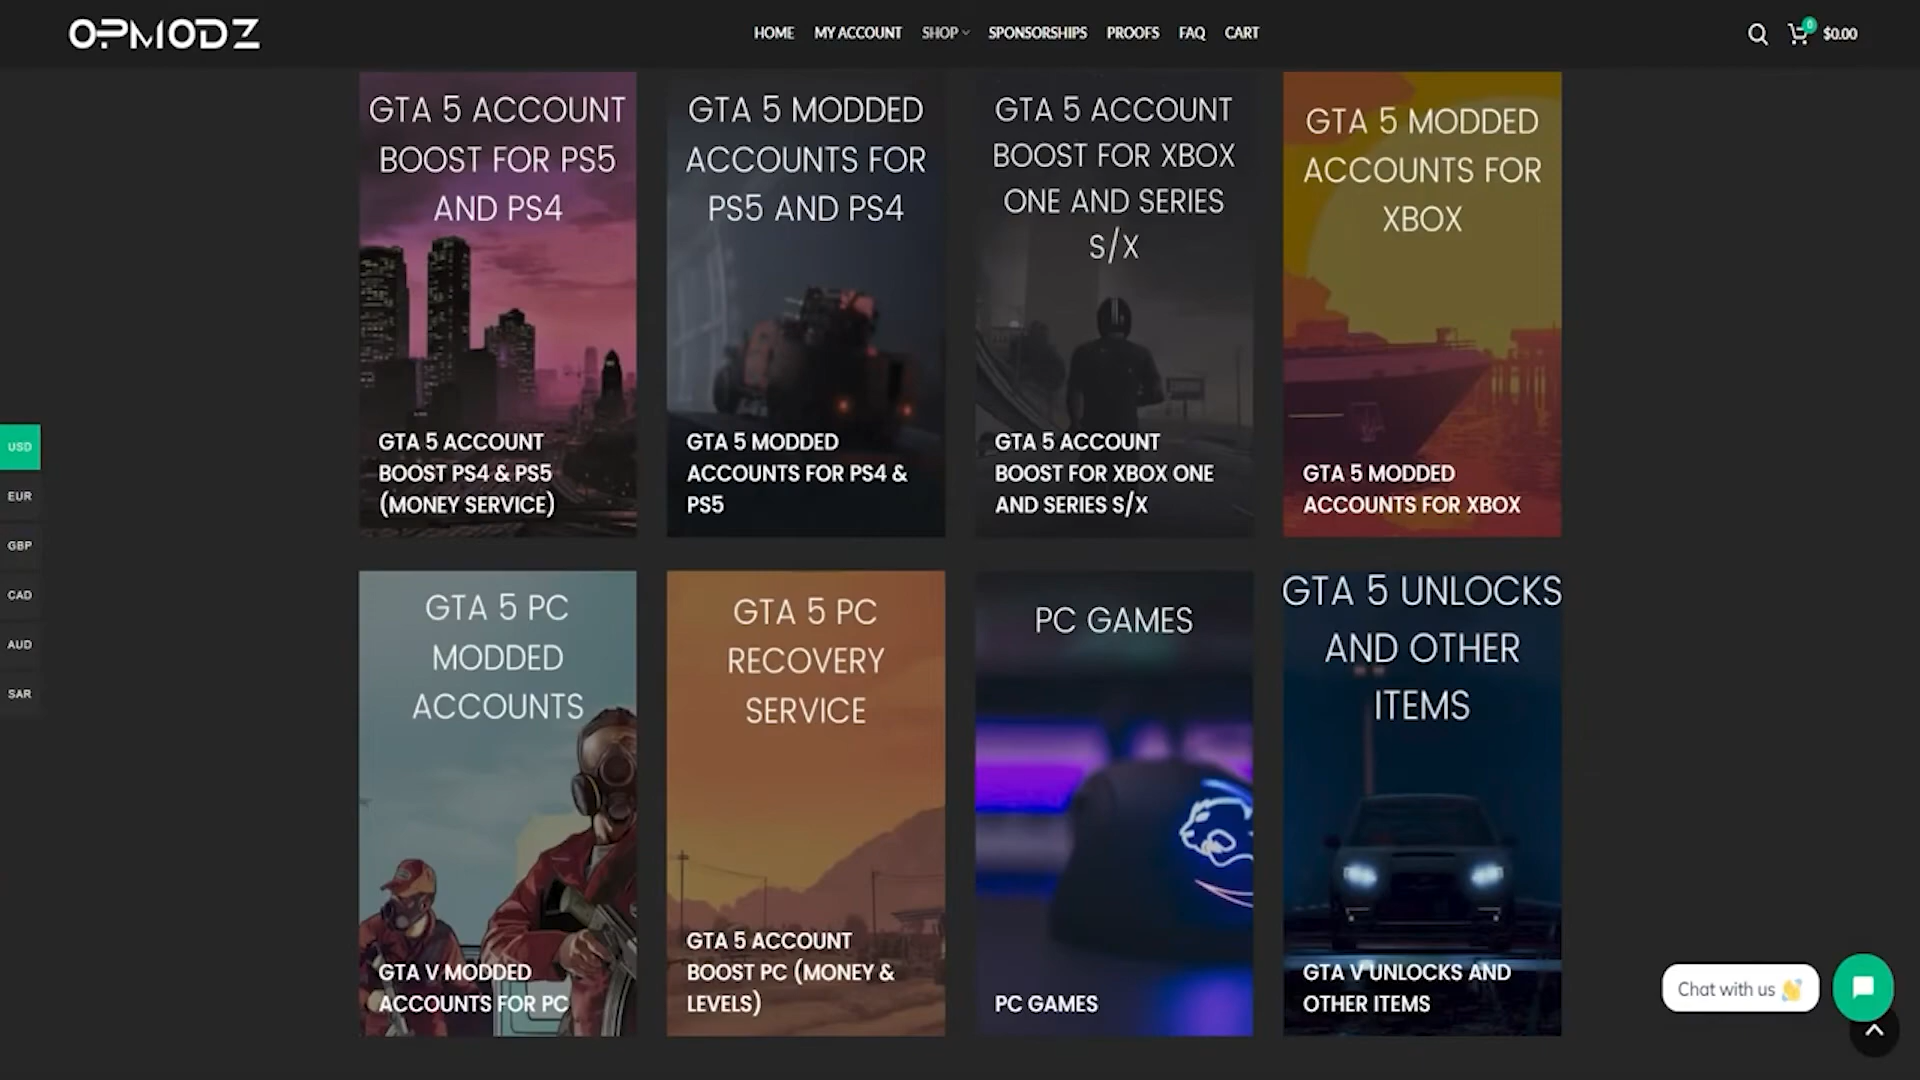 OPMODZ
HOME MY ACCOUNT SHOP SPONSORSHIPS PROOFS FAQ CART
0
$0.00
GTA 5 ACCOUNT
BOOST FOR PS5
AND PS4
GTA 5 ACCOUNT
BOOST PS4 & PS5
(MONEY SERVICE)
GTA 5 MODDED
ACCOUNTS FOR
PS5 AND PS4
GTA 5 MODDED
ACCOUNTS FOR PS4 &
PS5
GTA 5 ACCOUNT
BOOST FOR XBOX
ONE AND SERIES
S/X
GTA 5 ACCOUNT
BOOST FOR XBOX ONE
AND SERIES S/X
GTA 5 MODDED
ACCOUNTS FOR
XBOX
GTA 5 MODDED
ACCOUNTS FOR XBOX
USD
EUR
GBP
CAD
AUD
SAR
GTA 5 PC
MODDED
ACCOUNTS
GTA V MODDED
ACCOUNTS FOR PC
GTA 5 PC
RECOVERY
SERVICE
GTA 5 ACCOUNT
BOOST PC (MONEY &
LEVELS)
PC GAMES
PC GAMES
GTA 5 UNLOCKS
AND OTHER
ITEMS
GTA V UNLOCKS AND
OTHER ITEMS
Chat with us 👋